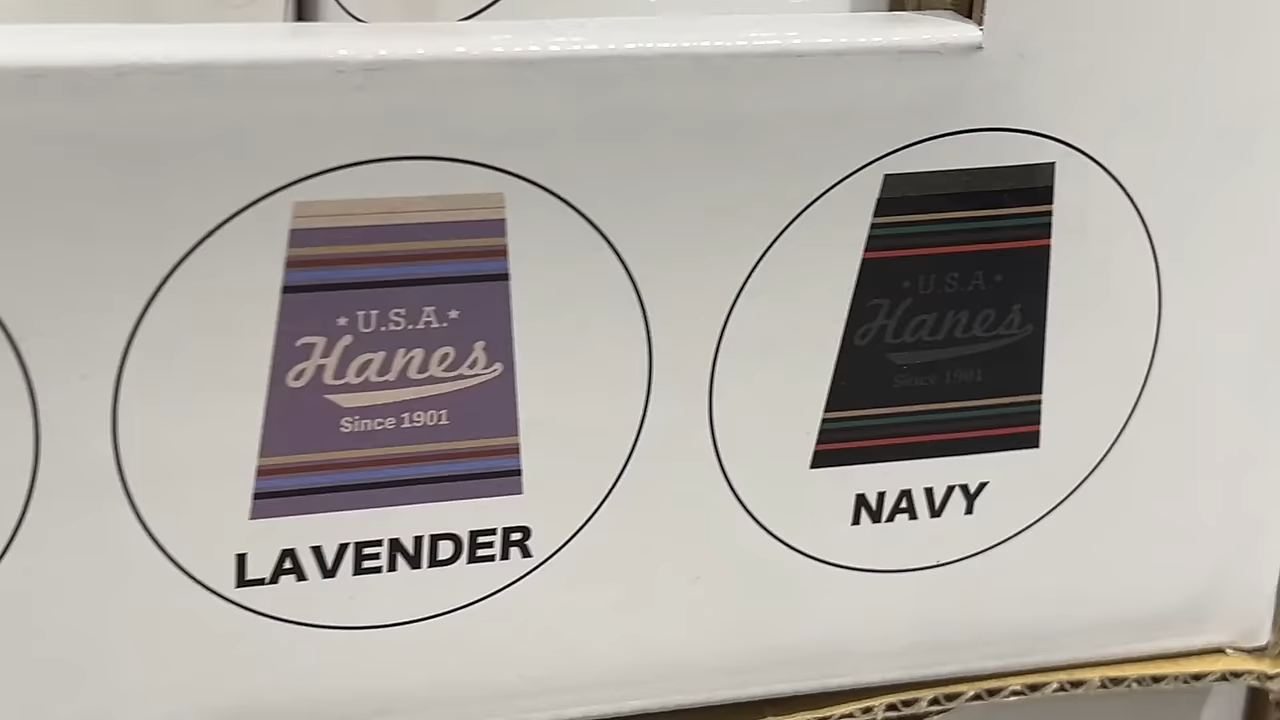 ★ U.S.A. ★
Hanes
Since 1901
LAVENDER
• U.S.A. •
Hanes
Since 1901
NAVY